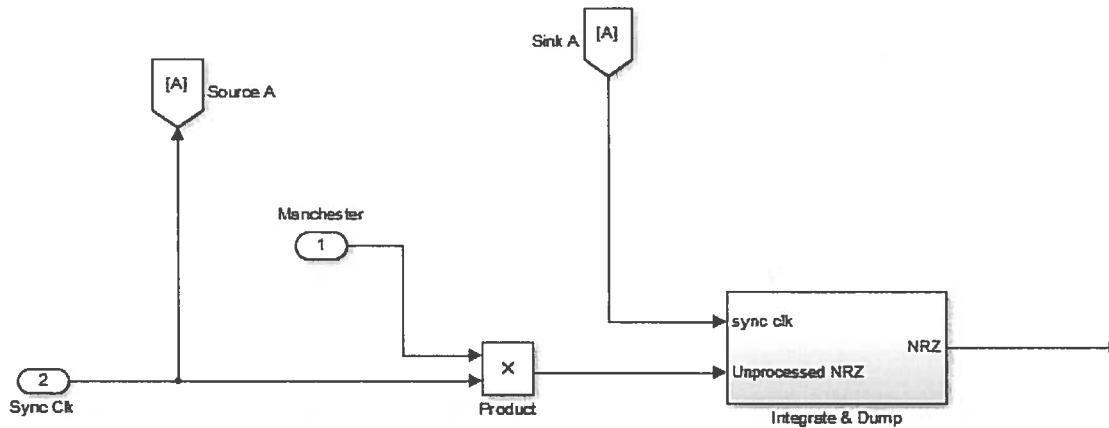 Sink A
[A]
[A]
Source A
Manchester
1
sync clk
NRZ
2
×
Unprocessed NRZ
Sync Clk
Product
Integrate & Dump